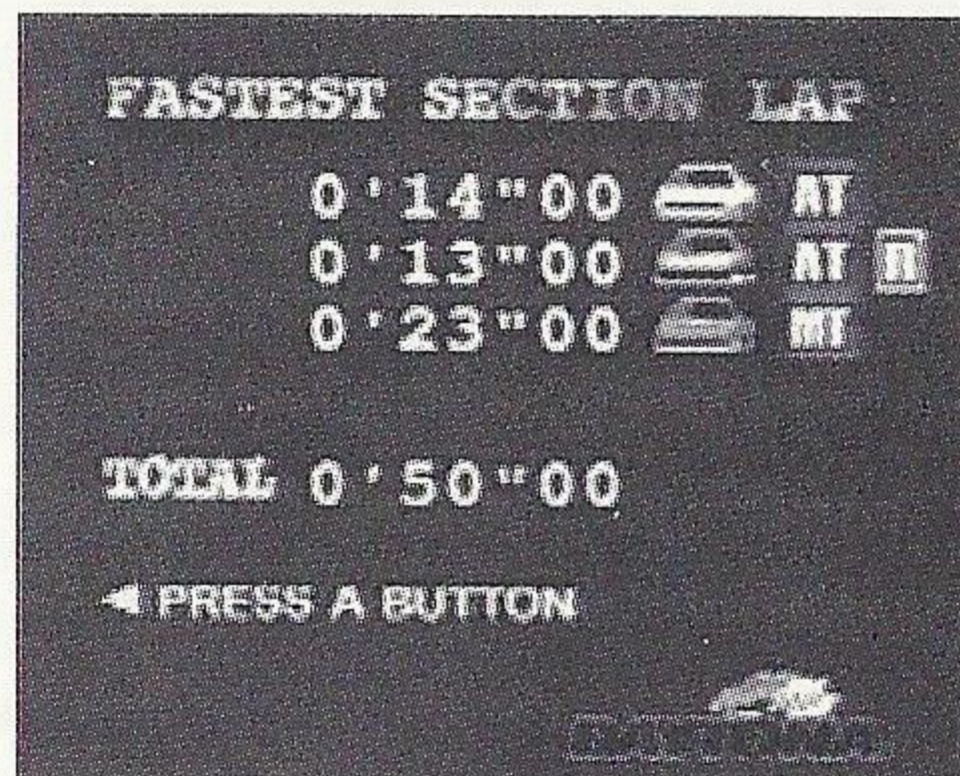 FASTEST SECTION LAP
0'14"00 AT
0'13"00 AT
0'23"00 MT
TOTAL 0'50"00
◀ PRESS A BUTTON